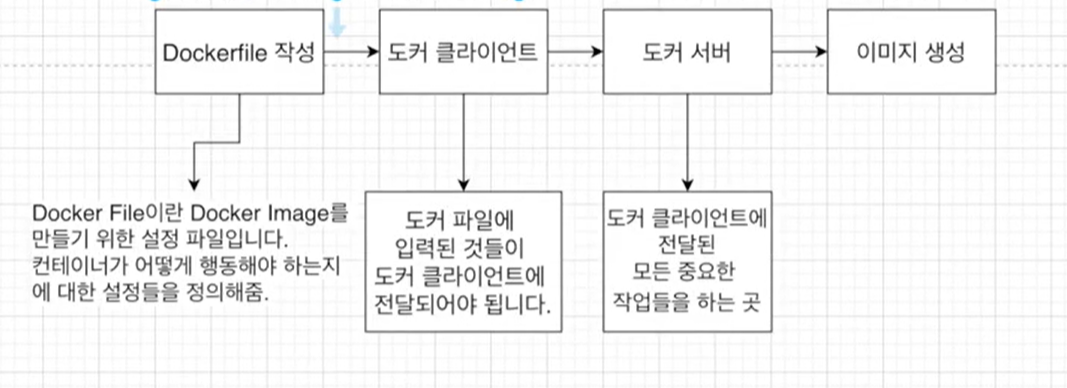 Dockerfile 작성
도커 클라이언트
도커 서버
이미지 생성
Docker File이란 Docker Image를
만들기 위한 설정 파일입니다.
컨테이너가 어떻게 행동해야 하는지
에 대한 설정들을 정의해줌.
도커 파일에
입력된 것들이
도커 클라이언트에
전달되어야 됩니다.
도커 클라이언트에
전달된
모든 중요한
작업들을 하는 곳